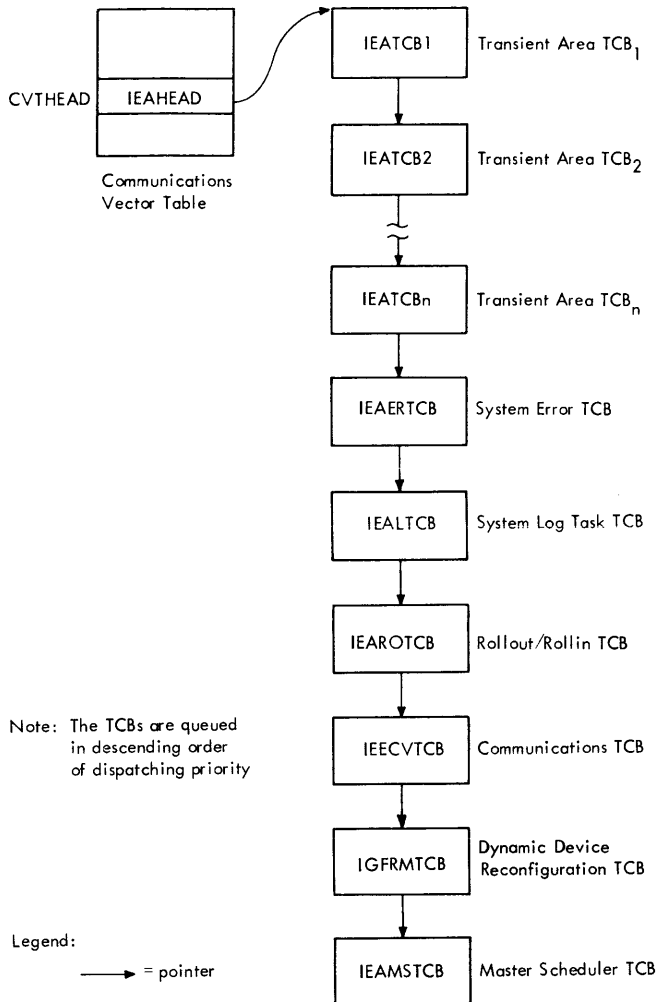 IEATCB1 Transient Area TCB1
CVTHEAD IEAHEAD
IEATCB2 Transient Area TCB2
Communications
Vector Table
IEATCBn Transient Area TCBn
IEAERTCB System Error TCB
IEALTCB System Log Task TCB
IEAROTCB Rollout/Rollin TCB
Note: The TCBs are queued
in descending order
of dispatching priority
IEECVTCB Communications TCB
IGFRMTCB Dynamic Device
Reconfiguration TCB
Legend:
= pointer
IEAMSTCB Master Scheduler TCB